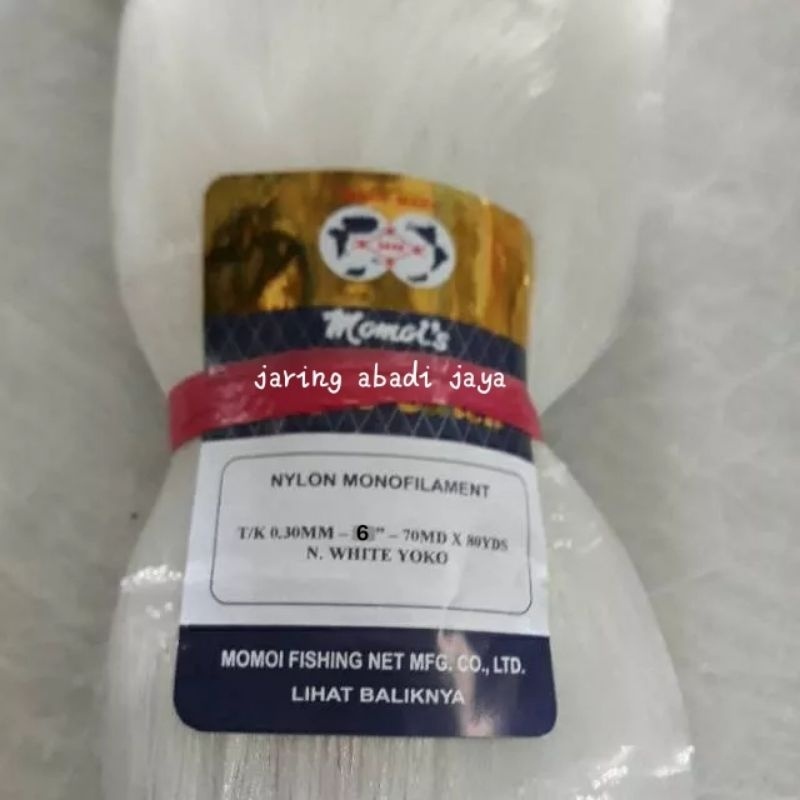 Momoi's
jaring abadi jaya
NYLON MONOFILAMENT
T/K 0.30MM – 6" – 70MD X 80YDS
N. WHITE YOKO
MOMOI FISHING NET MFG. CO., LTD.
LIHAT BALIKNYA